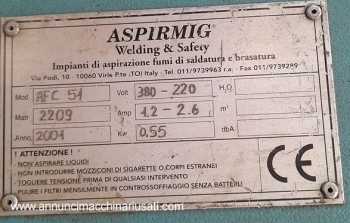 ASPIRMIG®
Welding & Safety
Impianti di aspirazione fumi di saldatura e brasatura
Via Podi, 10 - 10060 Virle P.te (TO) Italy - Tel. 011/9739963 r.a. - Fax 011/9739289
Mod AFC 51 Volt 380-220 H₂O
Matr 2209 Amp 1.2-2.6 m³
Anno 2001 Kw 0,55 dbA
! ATTENZIONE !
- NON ASPIRARE LIQUIDI
- NON INTRODURRE MOZZICONI DI SIGARETTE O CORPI ESTRANEI
- TOGLIERE TENSIONE PRIMA DI QUALSIASI INTERVENTO
- PULIRE I FILTRI MENSILMENTE IN CONTROSOFFIAGGIO SENZA BATTERLI
CE
www.annuncimacchinariusati.com